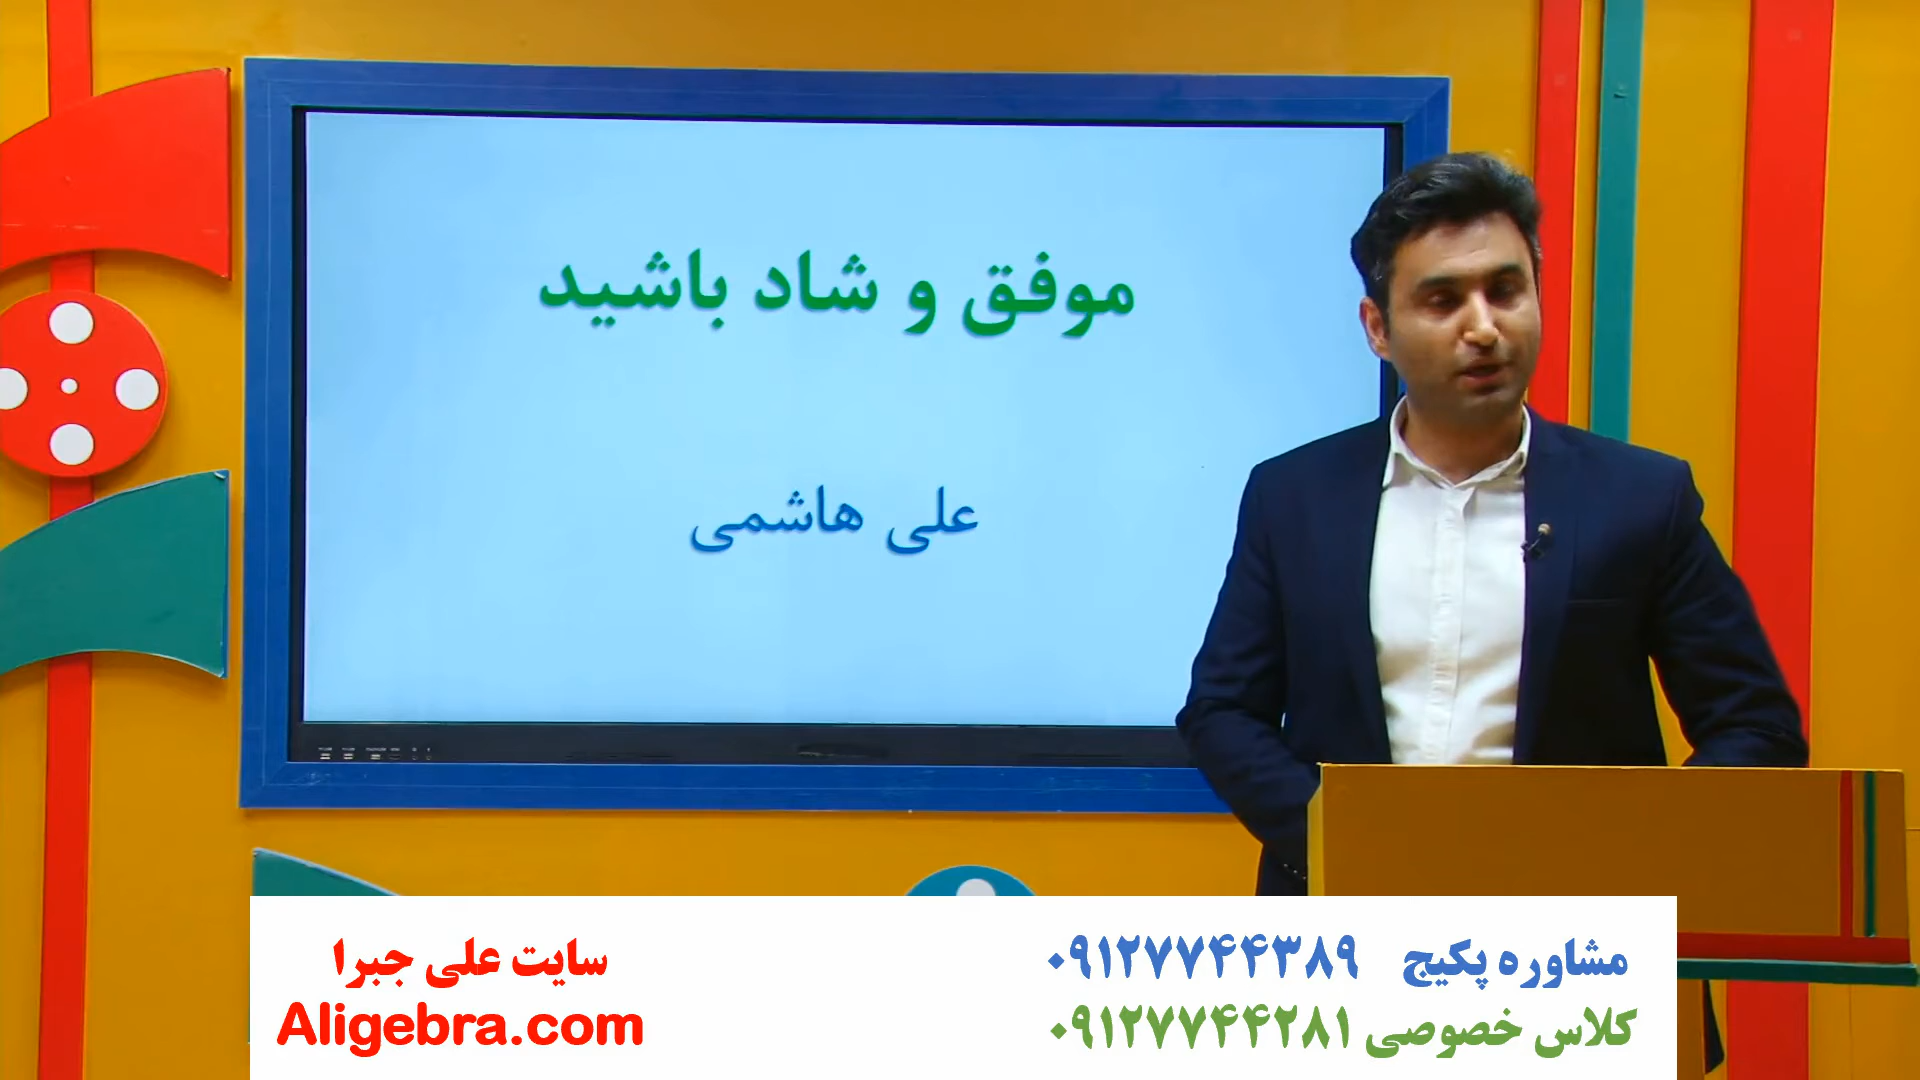 موفق و شاد باشید
علی هاشمی
مشاوره پکیج ۰۹۱۲۷۷۴۴۳۸۹
کلاس خصوصی ۰۹۱۲۷۷۴۴۲۸۱
سایت علی جبرا
Aligebra.com